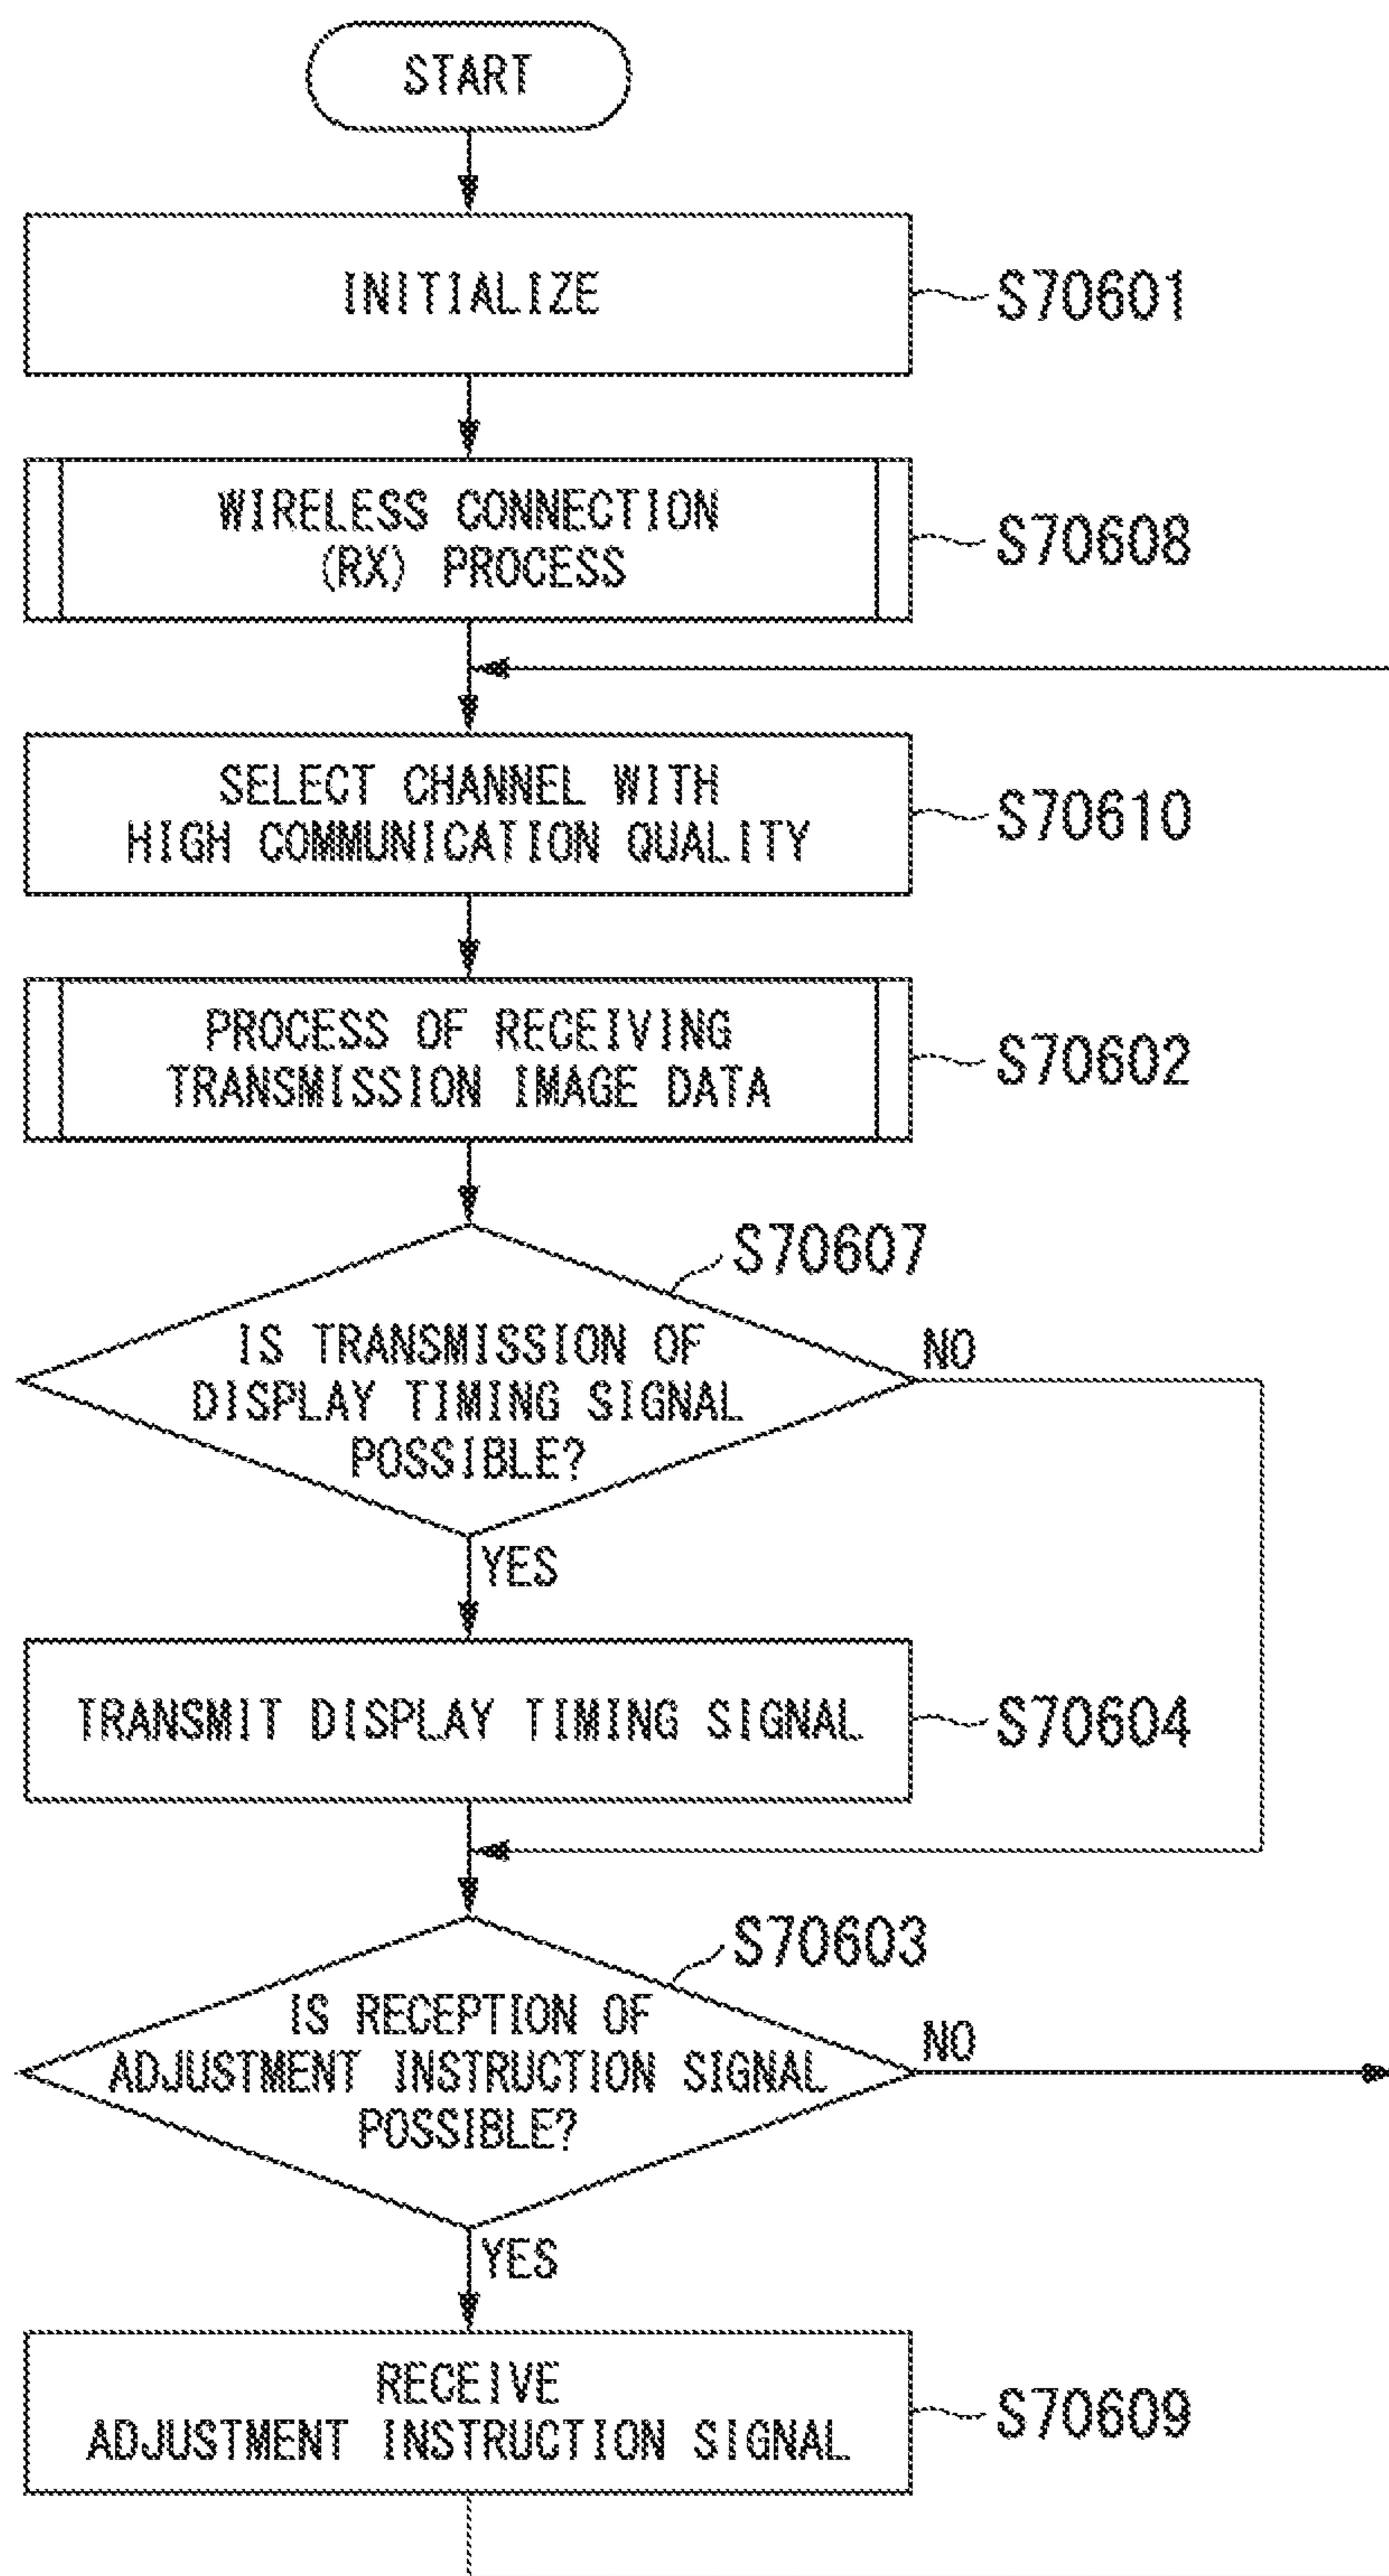 START
INITIALIZE
S70601
WIRELESS CONNECTION
(RX) PROCESS
S70608
SELECT CHANNEL WITH
HIGH COMMUNICATION QUALITY
S70610
PROCESS OF RECEIVING
TRANSMISSION IMAGE DATA
S70602
S70607
IS TRANSMISSION OF
DISPLAY TIMING SIGNAL
POSSIBLE?
NO
YES
TRANSMIT DISPLAY TIMING SIGNAL
S70604
S70603
IS RECEPTION OF
ADJUSTMENT INSTRUCTION SIGNAL
POSSIBLE?
NO
YES
RECEIVE
ADJUSTMENT INSTRUCTION SIGNAL
S70609